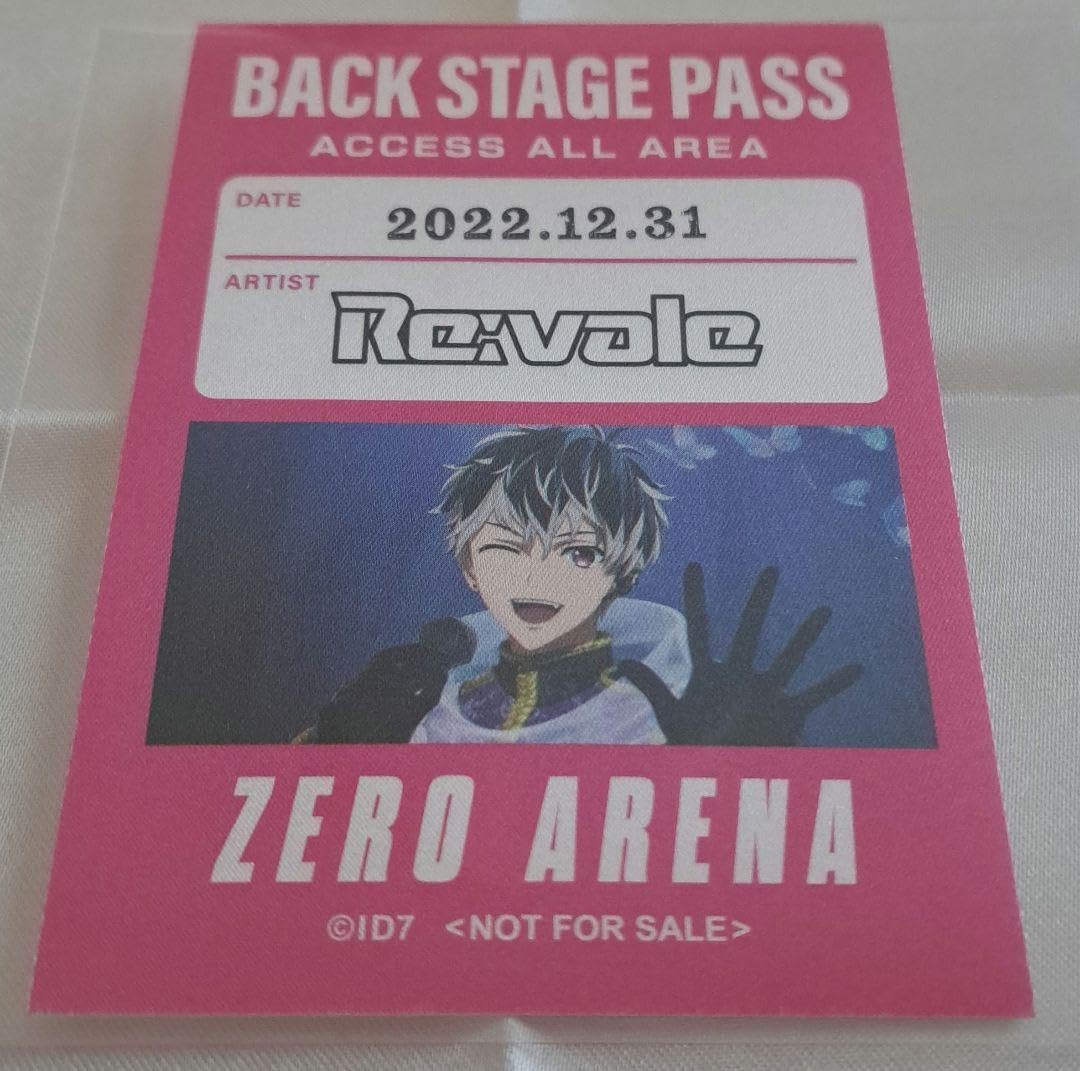 BACK STAGE PASS
ACCESS ALL AREA
DATE
2022.12.31
ARTIST
Re:vale
ZERO ARENA
©ID7 <NOT FOR SALE>